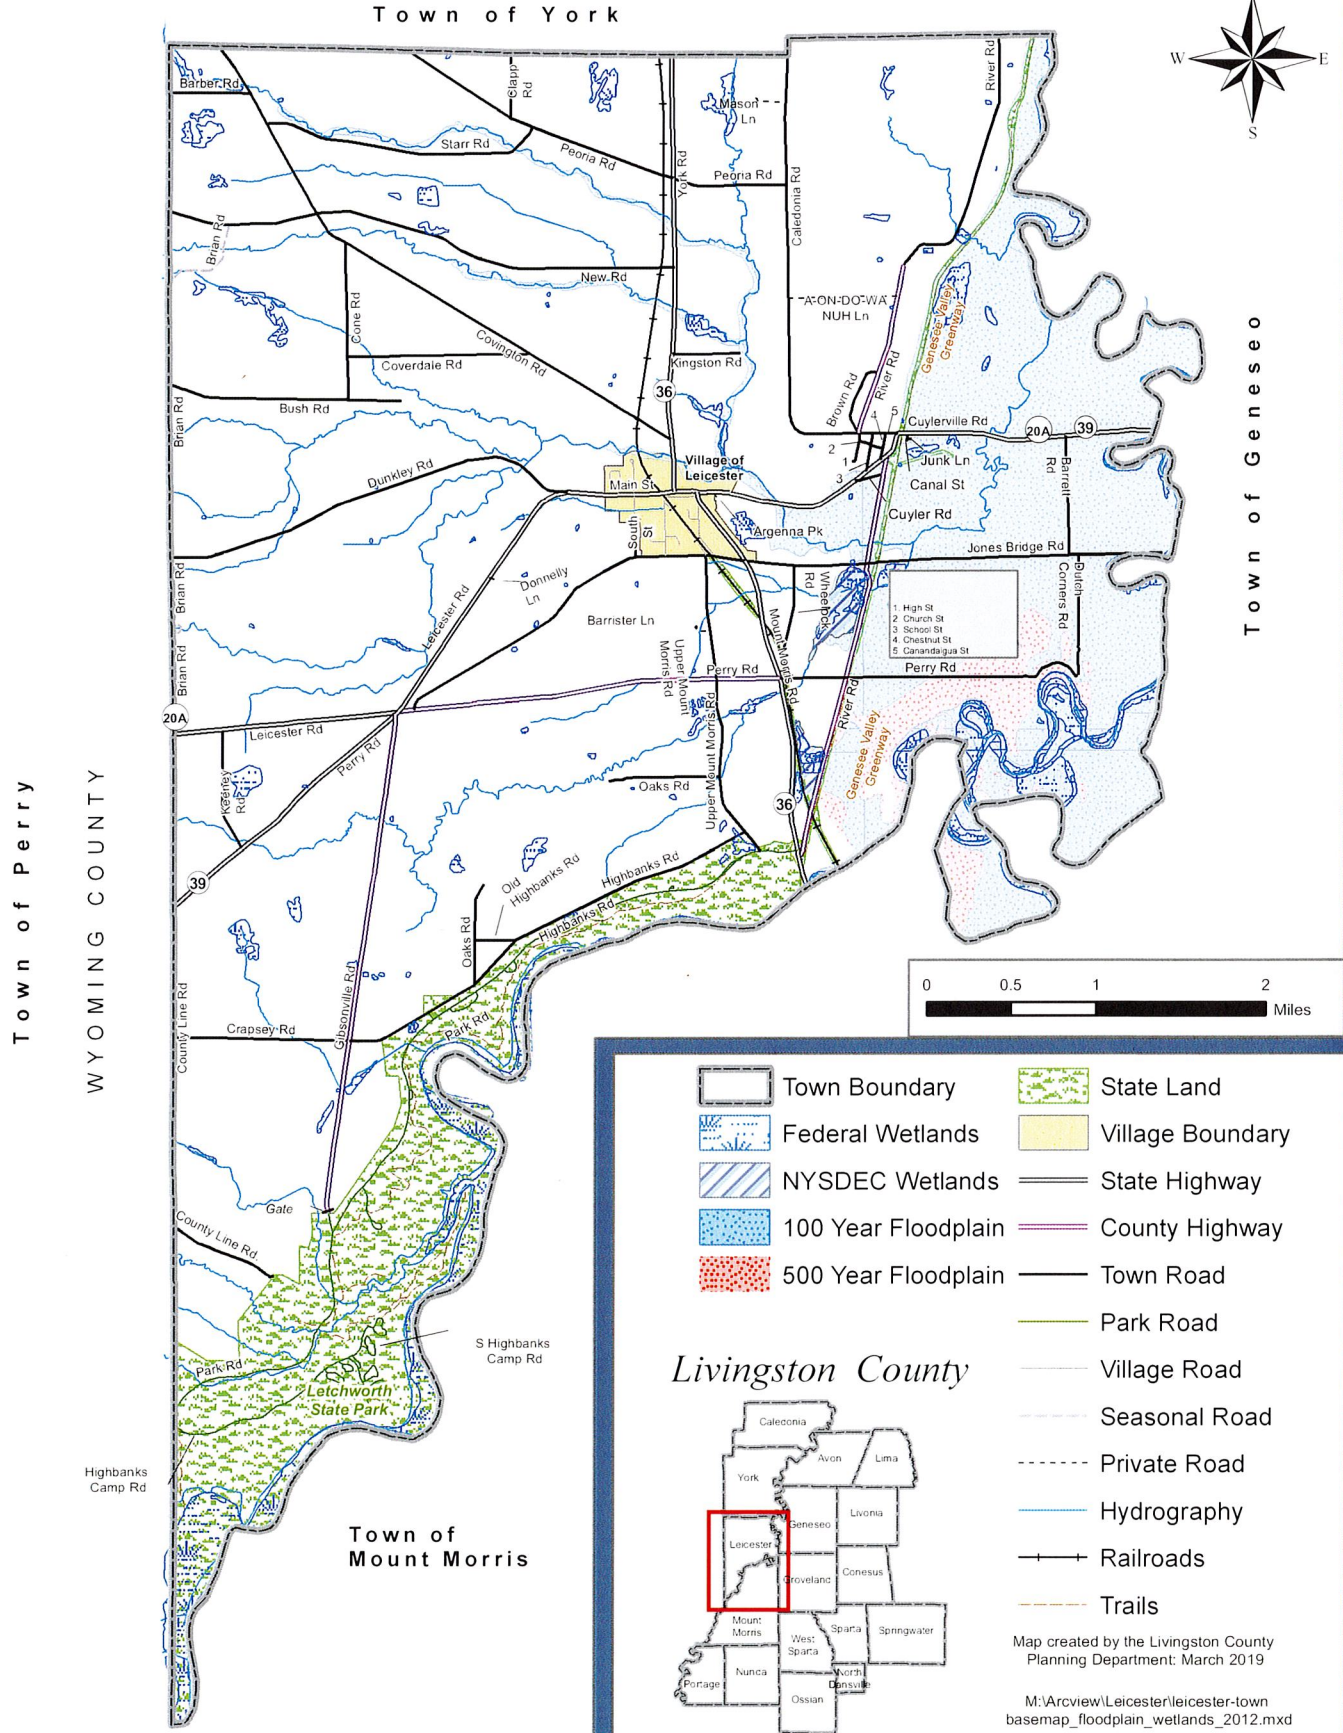 Town of York
N
W
E
S
Barber Rd
Clapp
Rd
River Rd
Mason
Ln
Starr Rd
Peoria Rd
York Rd
Peoria Rd
Caledonia Rd
Brian Rd
New Rd
A-ON-DO-WA
NUH Ln
Genesee Valley
Greenway
Cone Rd
Covington Rd
Coverdale Rd
Kingston Rd
River Rd
Brown Rd
36
Bush Rd
Brian Rd
4
5
Cuylerville Rd
20A
39
2
1
3
Village of
Leicester
Junk Ln
Barrett
Rd
Dunkley Rd
Main St
Canal St
Cuyler Rd
South
St
Argenna Pk
Jones Bridge Rd
Town of Geneseo
Brian Rd
Donnelly
Ln
Wheelock
Rd
Dutch
Corners Rd
1. High St
2 Church St
3 School St
4 Chestnut St
5 Canandaigua St
Leicester Rd
Barrister Ln
Mount Morris Rd
Upper Mount
Morris Rd
Perry Rd
Perry Rd
Brian Rd
20A
Leicester Rd
Perry Rd
Upper Mount Morris Rd
River Rd
Genesee Valley
Greenway
Keeney
Rd
Oaks Rd
36
39
Town of Perry
WYOMING COUNTY
Old
Highbanks Rd
Highbanks Rd
Highbanks Rd
Oaks Rd
County Line Rd
Gibsonville Rd
Crapsey Rd
Park Rd
0
0.5
1
2
Miles
Gate
County Line Rd.
S Highbanks
Camp Rd
Park Rd
Letchworth
State Park
Highbanks
Camp Rd
Town of
Mount Morris
Town Boundary
Federal Wetlands
NYSDEC Wetlands
100 Year Floodplain
500 Year Floodplain
State Land
Village Boundary
State Highway
County Highway
Town Road
Park Road
Village Road
Seasonal Road
Private Road
Hydrography
Railroads
Trails
Livingston County
Caledonia
Avon
Lima
York
Geneseo
Livonia
Leicester
Groveland
Conesus
Mount
Morris
West
Sparta
Sparta
Springwater
Portage
Nunda
North
Dansville
Ossian
Map created by the Livingston County
Planning Department: March 2019
M:\Arcview\Leicester\leicester-town
basemap_floodplain_wetlands_2012.mxd